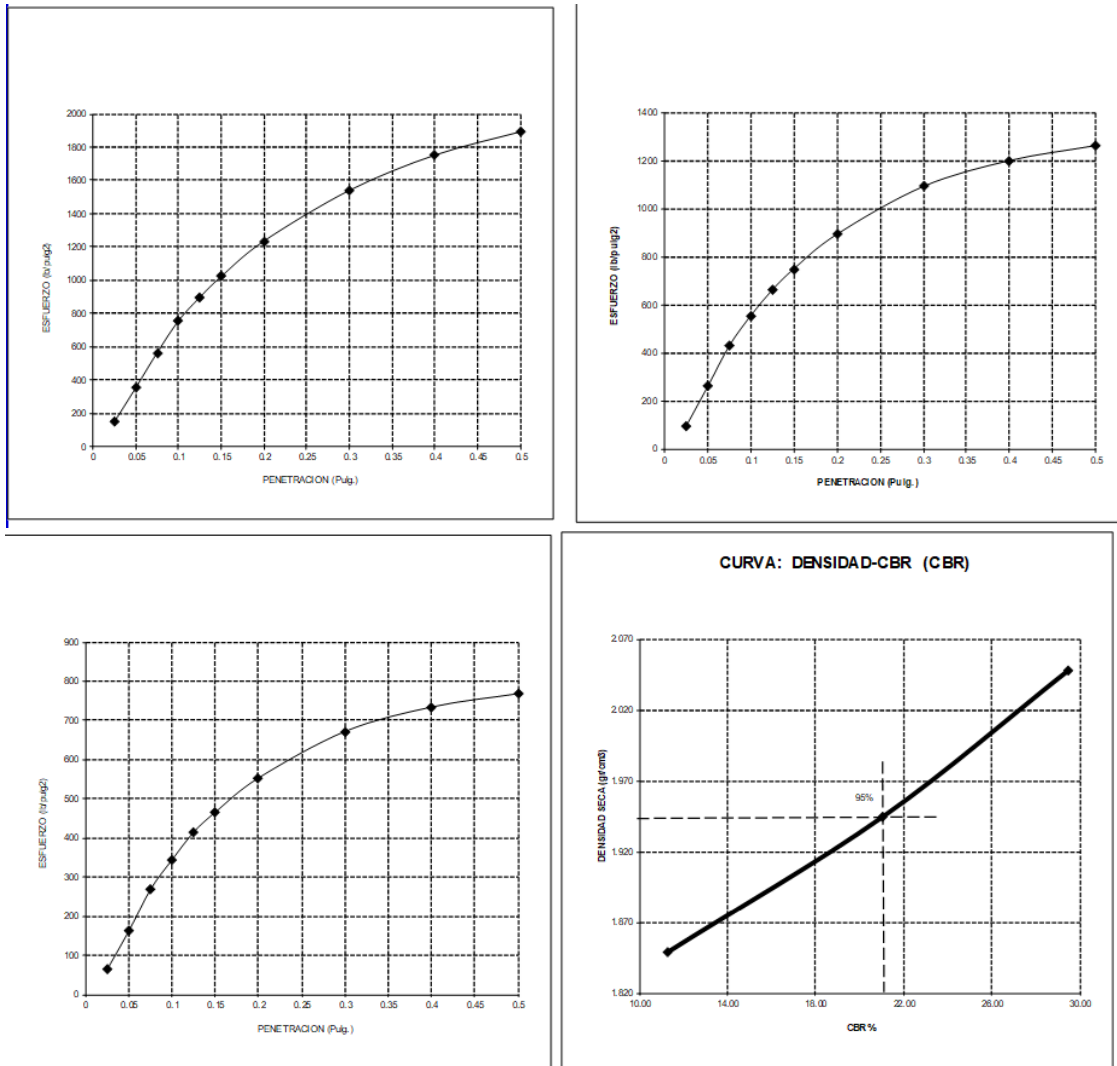 2000
1800
1600
1400
1200
1000
800
600
400
200
0
ESFUERZO (lb/pulg2)
0 0.05 0.1 0.15 0.2 0.25 0.3 0.35 0.4 0.45 0.5
PENETRACION (Pulg.)
1400
1200
1000
800
600
400
200
0
ESFUERZO (lb/pulg2)
0 0.05 0.1 0.15 0.2 0.25 0.3 0.35 0.4 0.45 0.5
PENETRACION (Pulg.)
900
800
700
600
500
400
300
200
100
0
ESFUERZO (lb/pulg2)
0 0.05 0.1 0.15 0.2 0.25 0.3 0.35 0.4 0.45 0.5
PENETRACION (Pulg.)
CURVA: DENSIDAD-CBR (CBR)
2.070
2.020
1.970
1.920
1.870
1.820
DENSIDAD SECA (gr/cm3)
95%
10.00 14.00 18.00 22.00 26.00 30.00
CBR %